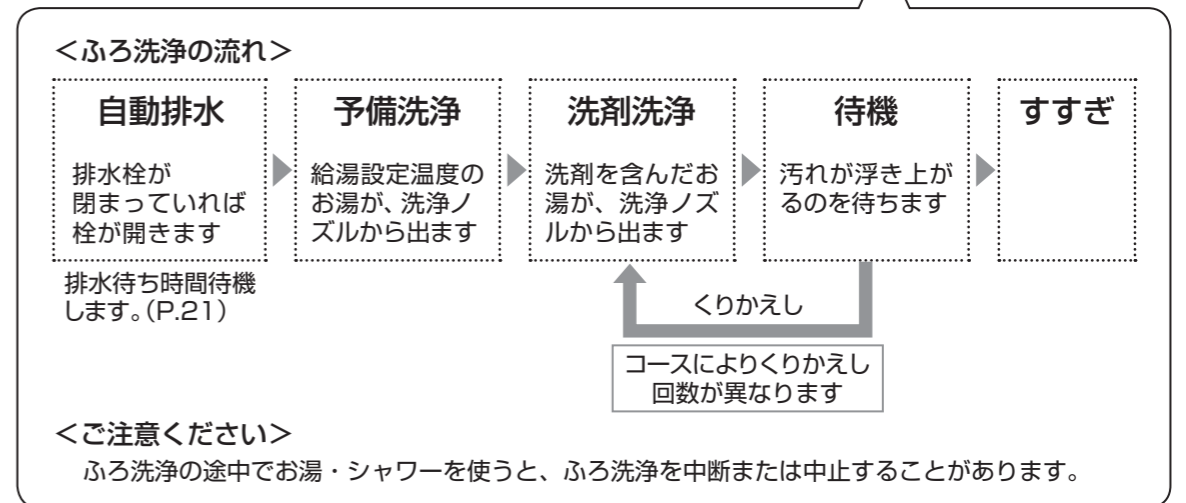 ＜ふろ洗浄の流れ＞
自動排水
排水栓が
閉まっていれば
栓が開きます
排水待ち時間待機
します。(P.21)
予備洗浄
給湯設定温度の
お湯が、洗浄ノ
ズルから出ます
洗剤洗浄
洗剤を含んだお
湯が、洗浄ノズ
ルから出ます
待機
汚れが浮き上が
るのを待ちます
すすぎ
くりかえし
コースによりくりかえし
回数が異なります
＜ご注意ください＞
ふろ洗浄の途中でお湯・シャワーを使うと、ふろ洗浄を中断または中止することがあります。